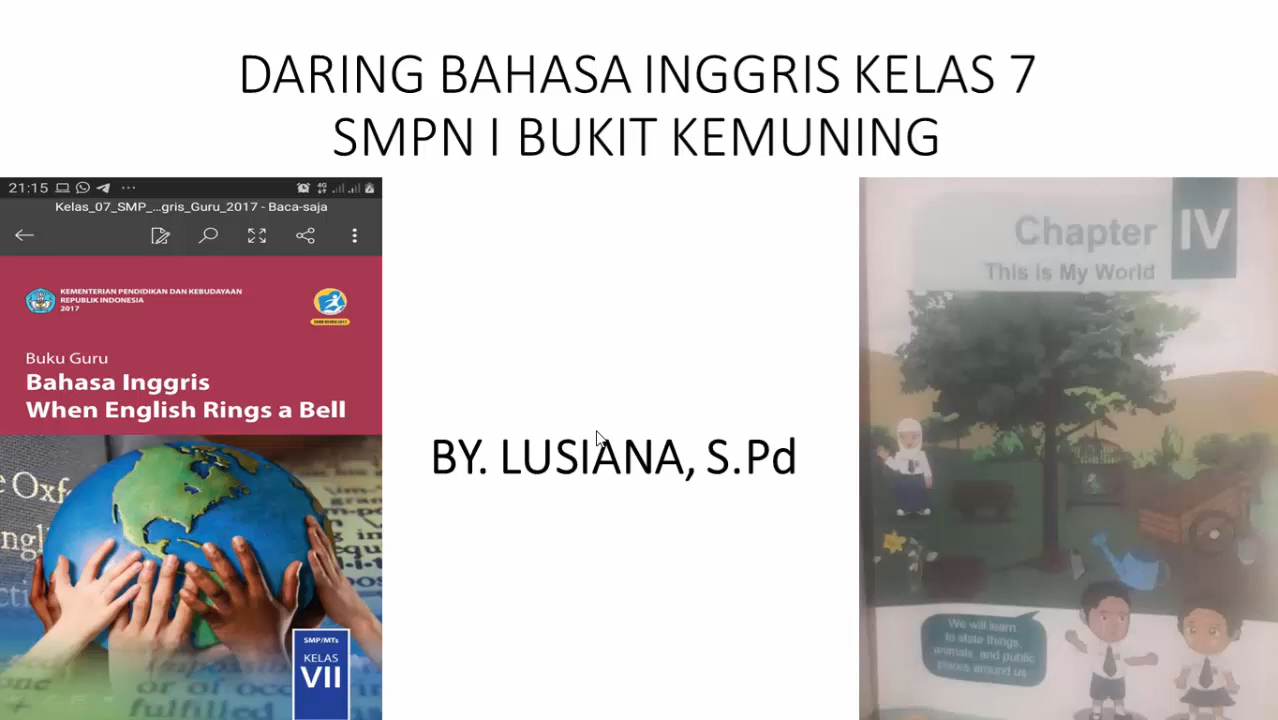 DARING BAHASA INGGRIS KELAS 7
SMPN I BUKIT KEMUNING
21:15
Kelas_07_SMP_...gris_Guru_2017 - Baca-saja
KEMENTERIAN PENDIDIKAN DAN KEBUDAYAAN
REPUBLIK INDONESIA
2017
Buku Guru
Bahasa Inggris
When English Rings a Bell
SMP/MTs
KELAS
VII
BY. LUSIANA, S.Pd
Chapter IV
This is My World
We will learn
to state things,
animals, and public
places around us